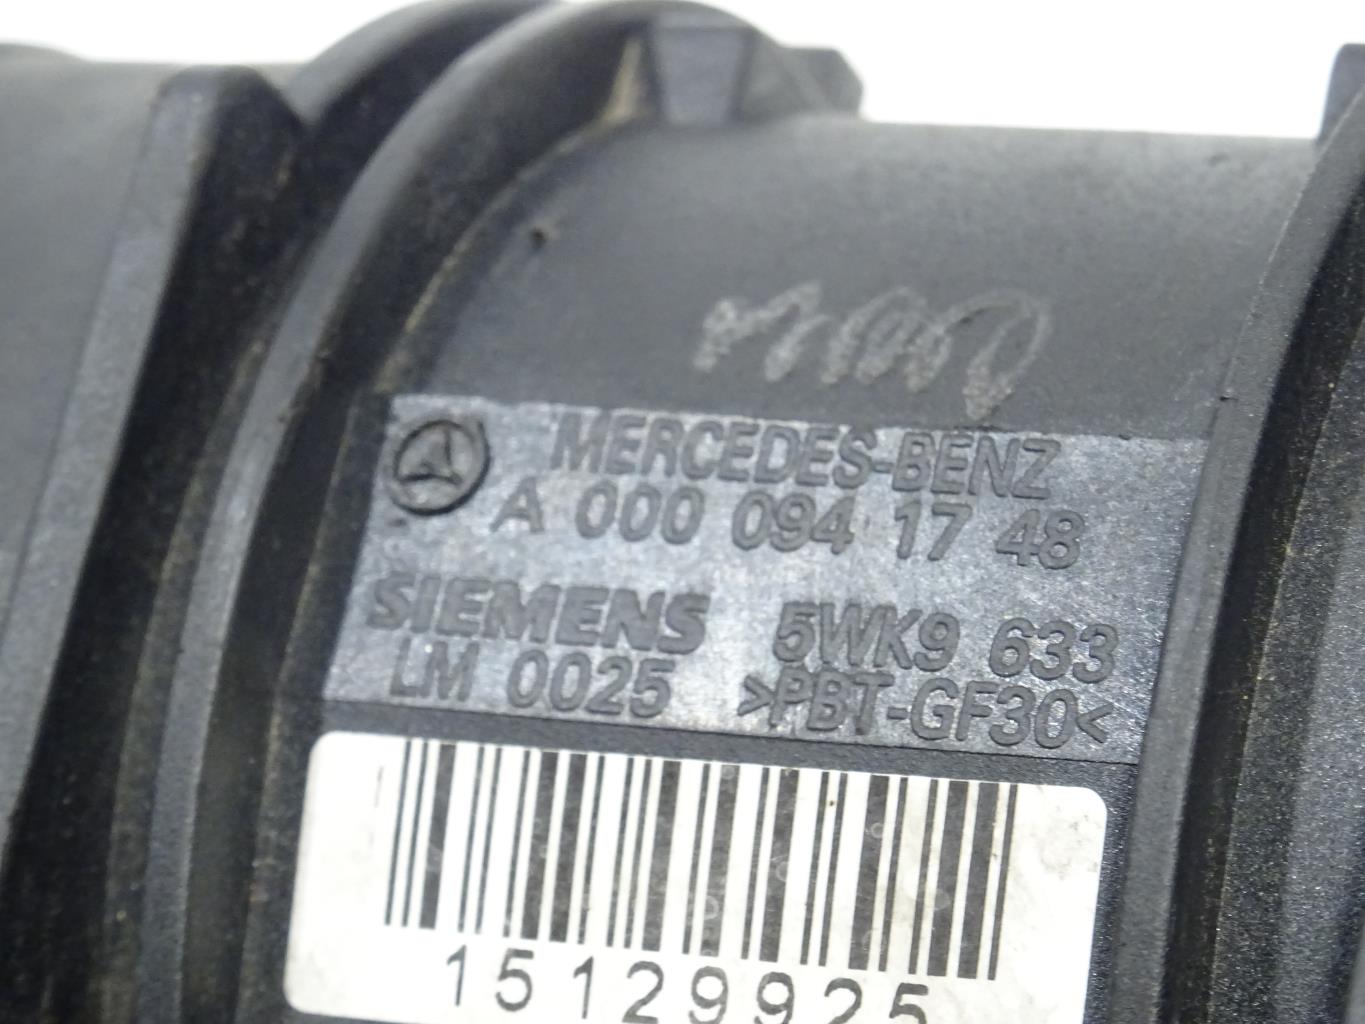 MERCEDES-BENZ
A 000 094 17 48
SIEMENS 5WK9 633
LM 0025 >PBT-GF30<
15129925